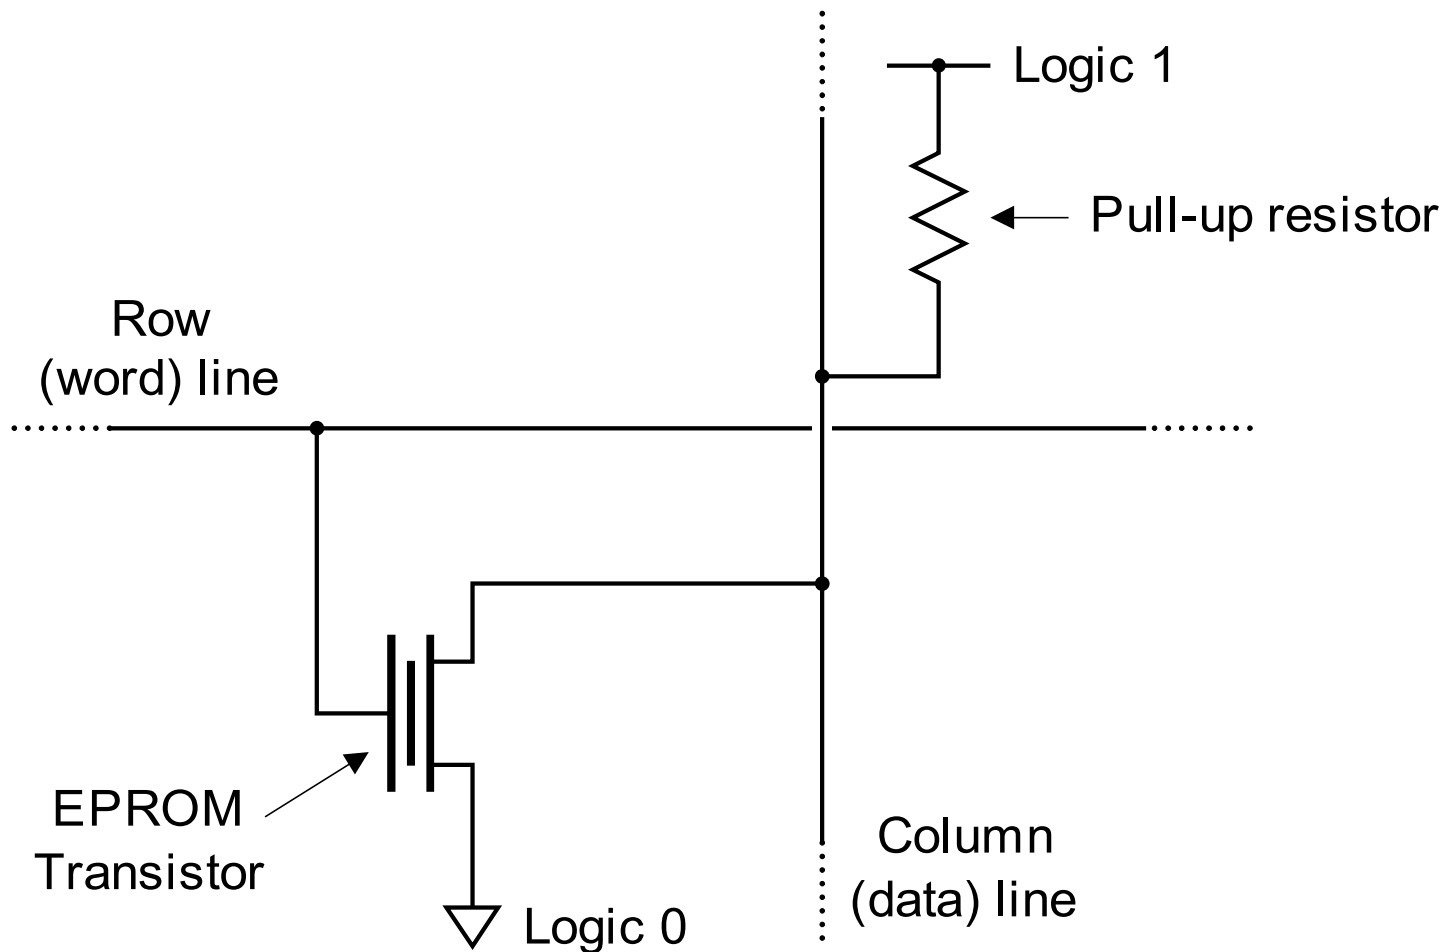 Logic 1
Pull-up resistor
Row
(word) line
EPROM
Transistor
Column
(data) line
Logic 0